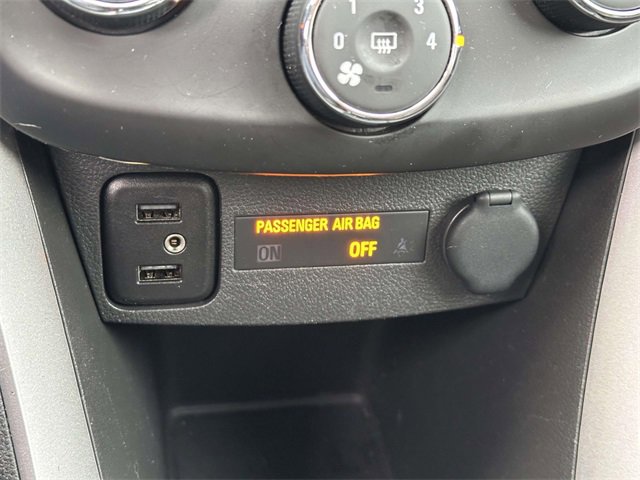 1 3
0 4
PASSENGER AIR BAG
ON OFF